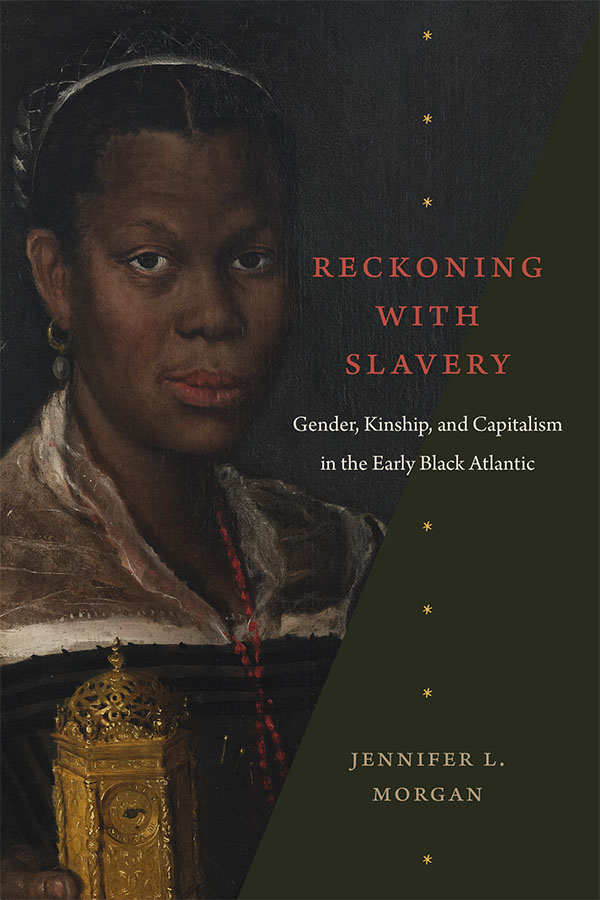 RECKONING
WITH
SLAVERY
Gender, Kinship, and Capitalism
in the Early Black Atlantic
JENNIFER L.
MORGAN